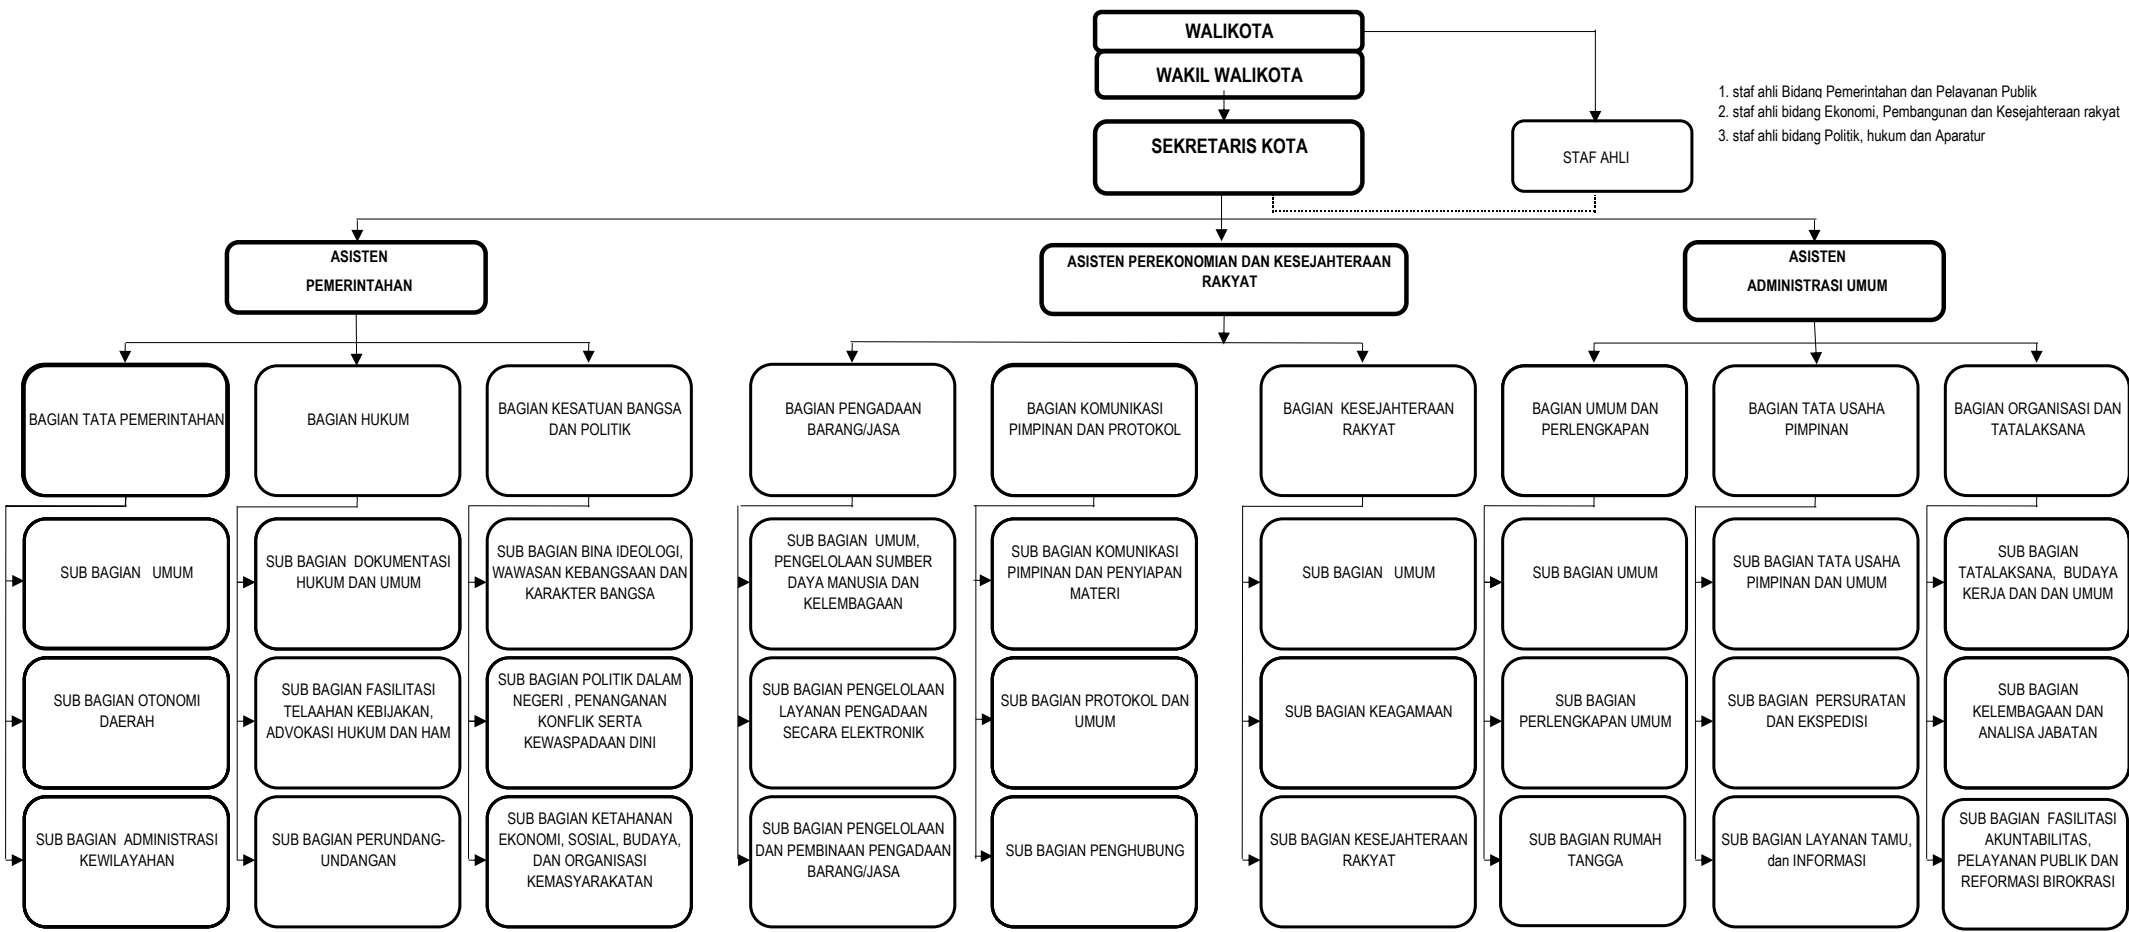 WALIKOTA
WAKIL WALIKOTA
1. staf ahli Bidang Pemerintahan dan Pelayanan Publik
2. staf ahli bidang Ekonomi, Pembangunan dan Kesejahteraan rakyat
3. staf ahli bidang Politik, hukum dan Aparatur
SEKRETARIS KOTA
STAF AHLI
ASISTEN
PEMERINTAHAN
ASISTEN PEREKONOMIAN DAN KESEJAHTERAAN
RAKYAT
ASISTEN
ADMINISTRASI UMUM
BAGIAN TATA PEMERINTAHAN
BAGIAN HUKUM
BAGIAN KESATUAN BANGSA
DAN POLITIK
BAGIAN PENGADAAN
BARANG/JASA
BAGIAN KOMUNIKASI
PIMPINAN DAN PROTOKOL
BAGIAN KESEJAHTERAAN
RAKYAT
BAGIAN UMUM DAN
PERLENGKAPAN
BAGIAN TATA USAHA
PIMPINAN
BAGIAN ORGANISASI DAN
TATALAKSANA
SUB BAGIAN UMUM
SUB BAGIAN DOKUMENTASI
HUKUM DAN UMUM
SUB BAGIAN BINA IDEOLOGI,
WAWASAN KEBANGSAAN DAN
KARAKTER BANGSA
SUB BAGIAN UMUM,
PENGELOLAAN SUMBER
DAYA MANUSIA DAN
KELEMBAGAAN
SUB BAGIAN KOMUNIKASI
PIMPINAN DAN PENYIAPAN
MATERI
SUB BAGIAN UMUM
SUB BAGIAN UMUM
SUB BAGIAN TATA USAHA
PIMPINAN DAN UMUM
SUB BAGIAN
TATALAKSANA, BUDAYA
KERJA DAN DAN UMUM
SUB BAGIAN OTONOMI
DAERAH
SUB BAGIAN FASILITASI
TELAAHAN KEBIJAKAN,
ADVOKASI HUKUM DAN HAM
SUB BAGIAN POLITIK DALAM
NEGERI , PENANGANAN
KONFLIK SERTA
KEWASPADAAN DINI
SUB BAGIAN PENGELOLAAN
LAYANAN PENGADAAN
SECARA ELEKTRONIK
SUB BAGIAN PROTOKOL DAN
UMUM
SUB BAGIAN KEAGAMAAN
SUB BAGIAN
PERLENGKAPAN UMUM
SUB BAGIAN PERSURATAN
DAN EKSPEDISI
SUB BAGIAN
KELEMBAGAAN DAN
ANALISA JABATAN
SUB BAGIAN ADMINISTRASI
KEWILAYAHAN
SUB BAGIAN PERUNDANG-
UNDANGAN
SUB BAGIAN KETAHANAN
EKONOMI, SOSIAL, BUDAYA,
DAN ORGANISASI
KEMASYARAKATAN
SUB BAGIAN PENGELOLAAN
DAN PEMBINAAN PENGADAAN
BARANG/JASA
SUB BAGIAN PENGHUBUNG
SUB BAGIAN KESEJAHTERAAN
RAKYAT
SUB BAGIAN RUMAH
TANGGA
SUB BAGIAN LAYANAN TAMU,
dan INFORMASI
SUB BAGIAN FASILITASI
AKUNTABILITAS,
PELAYANAN PUBLIK DAN
REFORMASI BIROKRASI